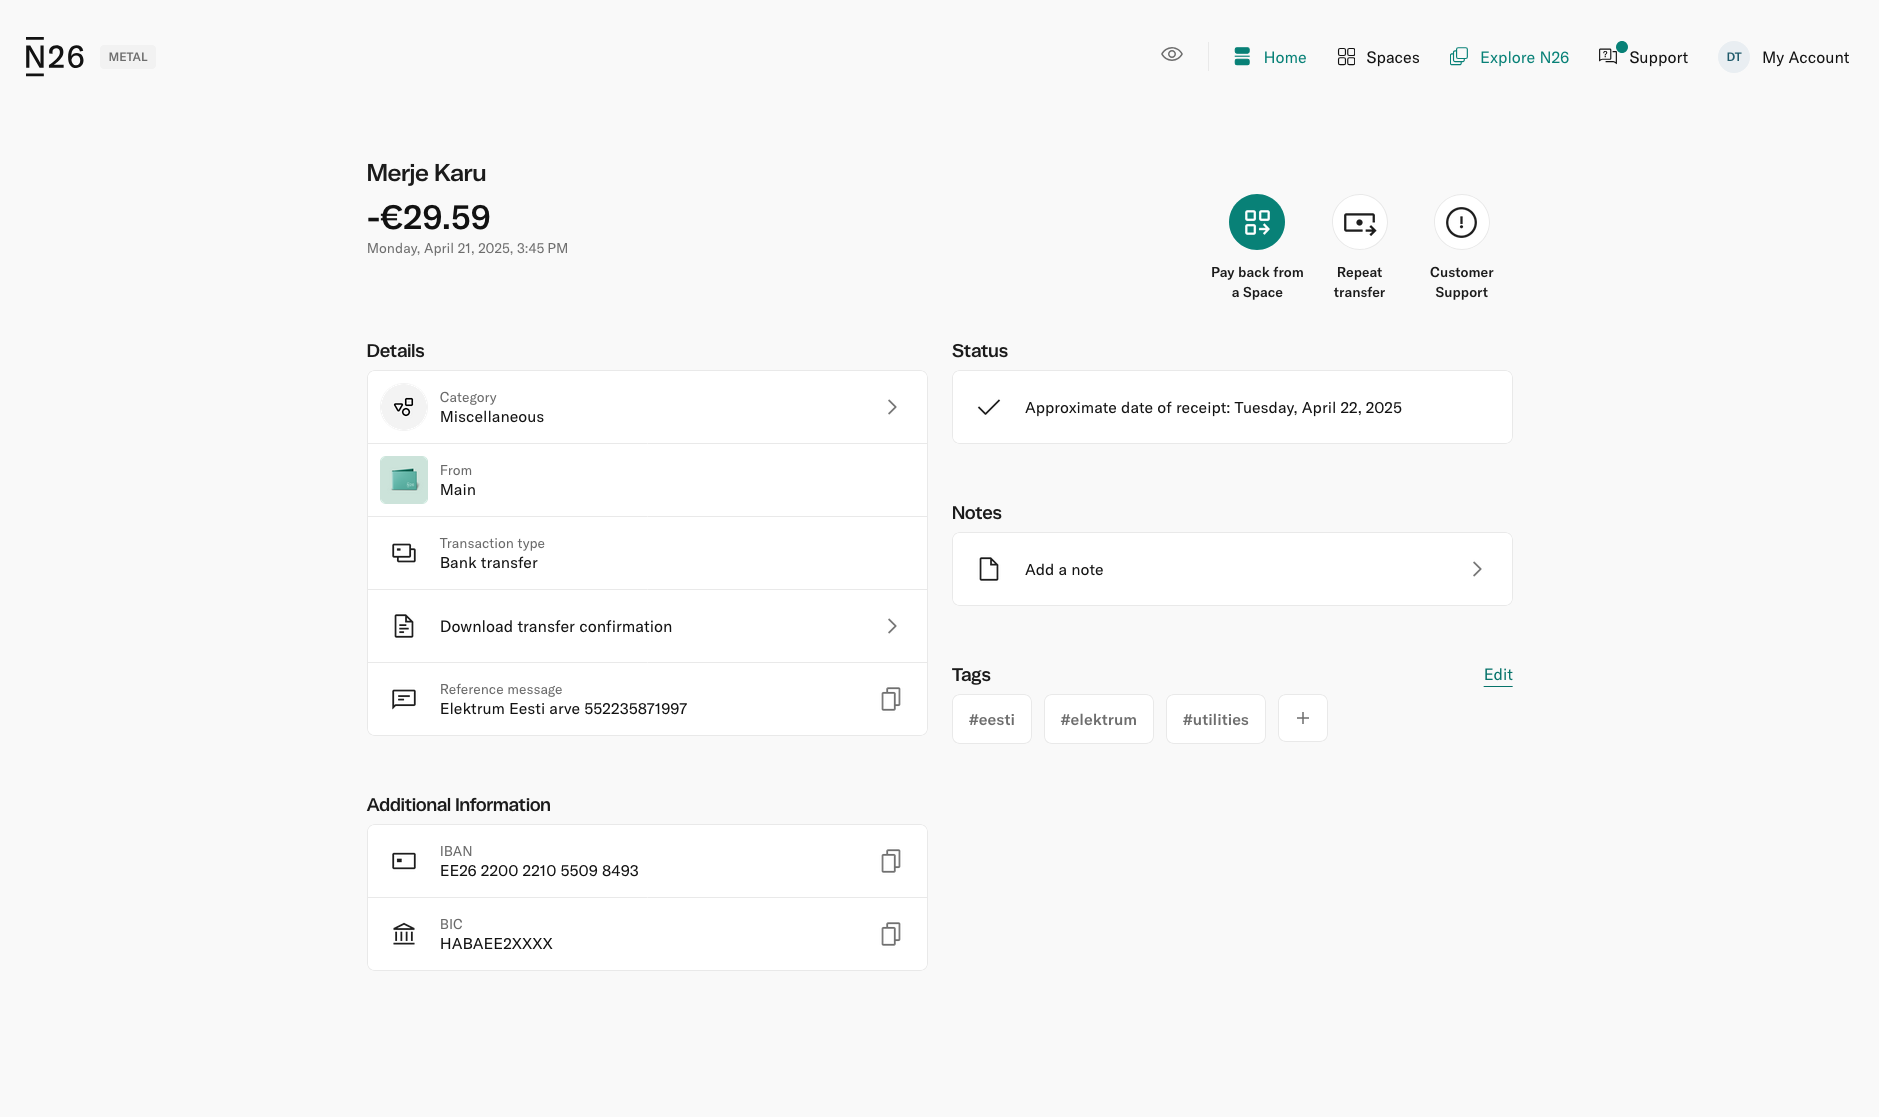 N26 METAL
Home Spaces Explore N26 Support DT My Account
Merje Karu
-€29.59
Monday, April 21, 2025, 3:45 PM
Pay back from
a Space
Repeat
transfer
Customer
Support
Details
Category
Miscellaneous
From
Main
Transaction type
Bank transfer
Download transfer confirmation
Reference message
Elektrum Eesti arve 552235871997
Additional Information
IBAN
EE26 2200 2210 5509 8493
BIC
HABAEE2XXXX
Status
Approximate date of receipt: Tuesday, April 22, 2025
Notes
Add a note
Tags Edit
#eesti #elektrum #utilities +